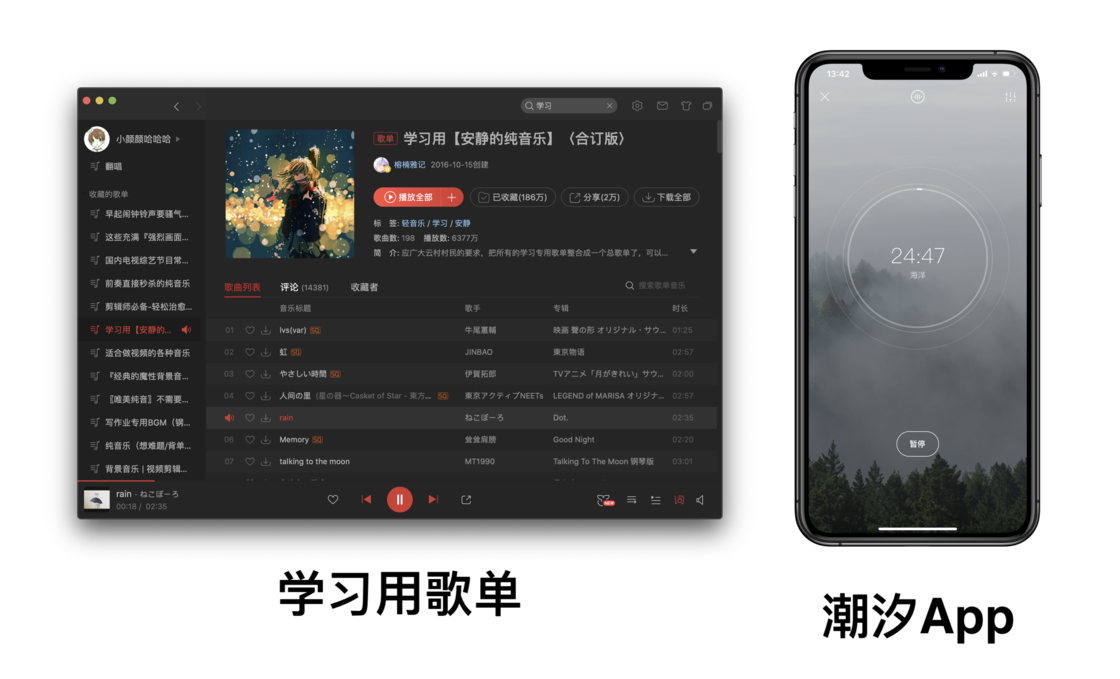 学习
小颜颜哈哈哈
翻唱
收藏的歌单
早起闹钟铃声要骚气...
这些充满『强烈画面...
国内电视综艺节目常...
前奏直接秒杀的纯音乐
剪辑师必备-轻松治愈...
学习用【安静的...
适合做视频的各种音乐
『经典的魔性背景音...
〖唯美纯音〗不需要...
写作业专用BGM（钢...
纯音乐（想难题/背单...
背景音乐 | 视频剪辑...
歌单 学习用【安静的纯音乐】〈合订版〉
榕楠雅记 2016-10-15创建
播放全部 + 已收藏(186万) 分享(2万) 下载全部
标 签: 轻音乐 / 学习 / 安静
歌曲数: 198 播放数: 6377万
简 介: 应广大云村村民的要求，把所有的学习专用歌单整合成一个总歌单了，可以...
歌曲列表 评论 (14381) 收藏者 搜索歌单音乐
音乐标题 歌手 专辑 时长
01 lvs(var) SQ 牛尾憲輔 映画 聲の形 オリジナル・サウ... 01:25
02 虹 SQ JINBAO 東京物语 02:57
03 やさしい時間 SQ 伊賀拓郎 TVアニメ「月がきれい」サウ... 02:00
04 人间の里（星の器～Casket of Star - 東方... SQ 東京アクティブNEETs LEGEND of MARISA オリジナ... 02:57
rain ねこぼーろ Dot. 02:35
06 Memory SQ 斂斂肩膀 Good Night 02:20
07 talking to the moon MT1990 Talking To The Moon 钢琴版 03:01
rain - ねこぼーろ
00:18 / 02:35
NEW
词
学习用歌单
13:42
24:47
海洋
暂停
潮汐App